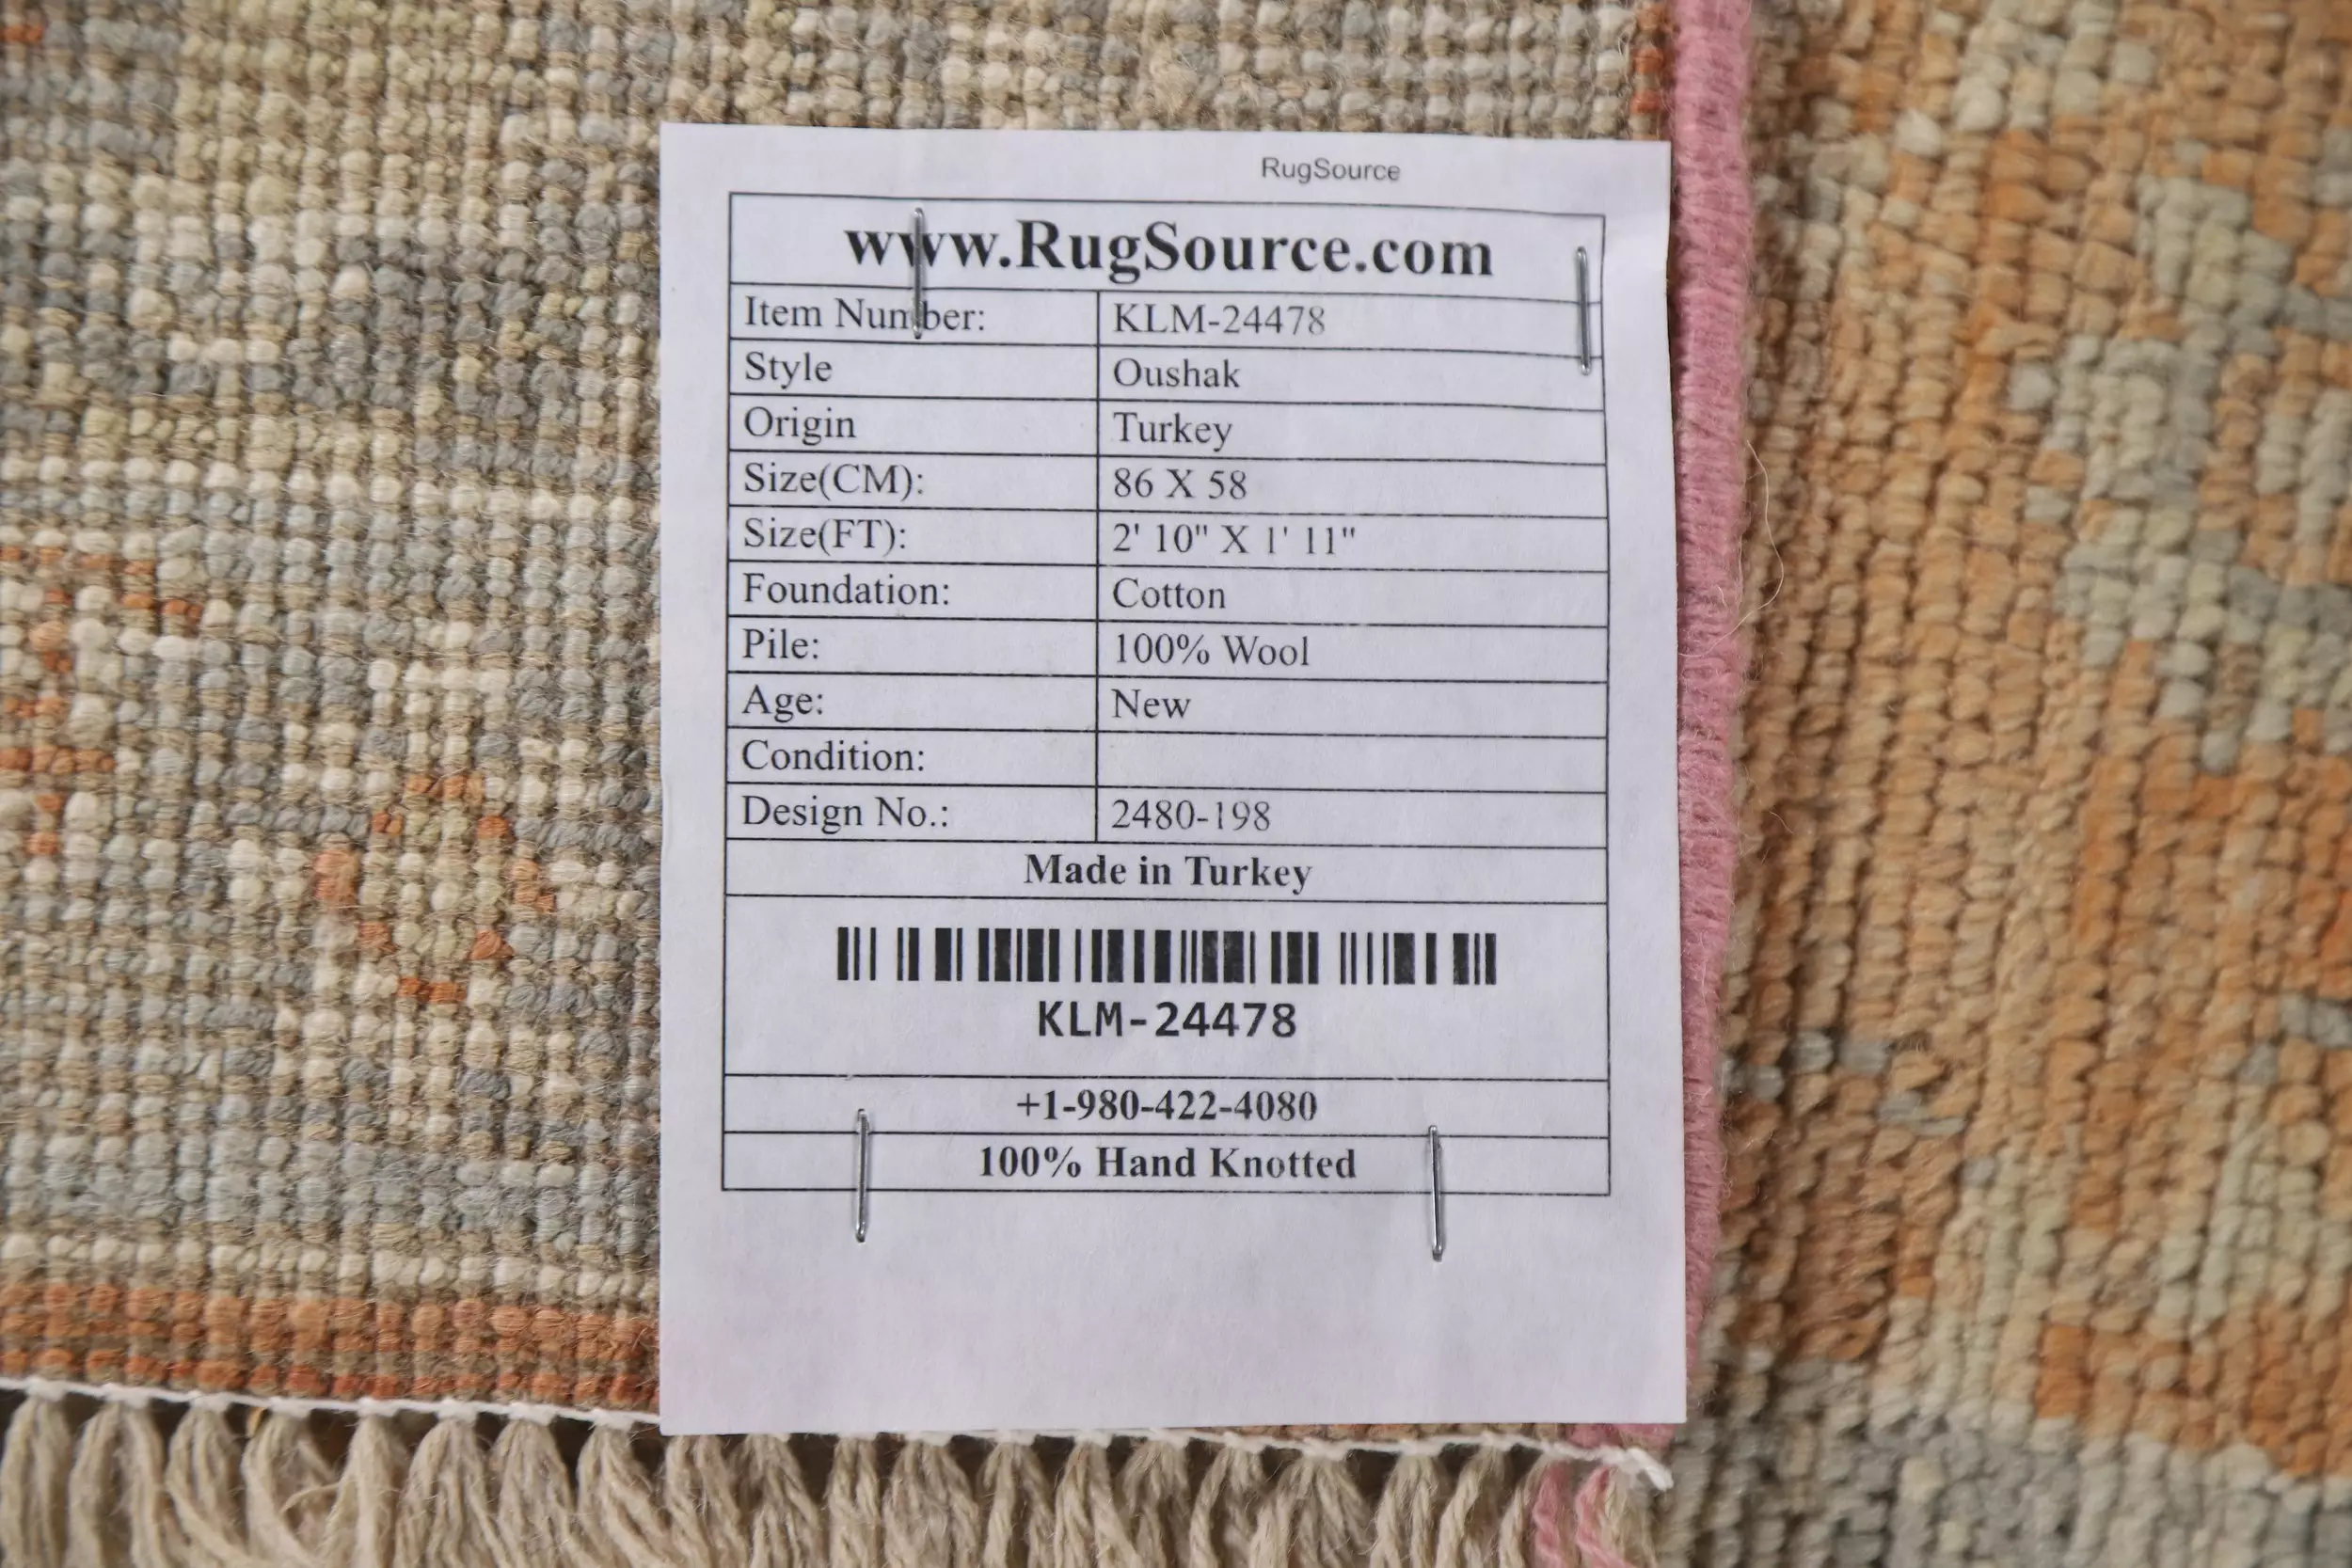 RugSource
www.RugSource.com
Item Number: KLM-24478
Style Oushak
Origin Turkey
Size(CM): 86 X 58
Size(FT): 2' 10" X 1' 11"
Foundation: Cotton
Pile: 100% Wool
Age: New
Condition:
Design No.: 2480-198
Made in Turkey
KLM-24478
+1-980-422-4080
100% Hand Knotted